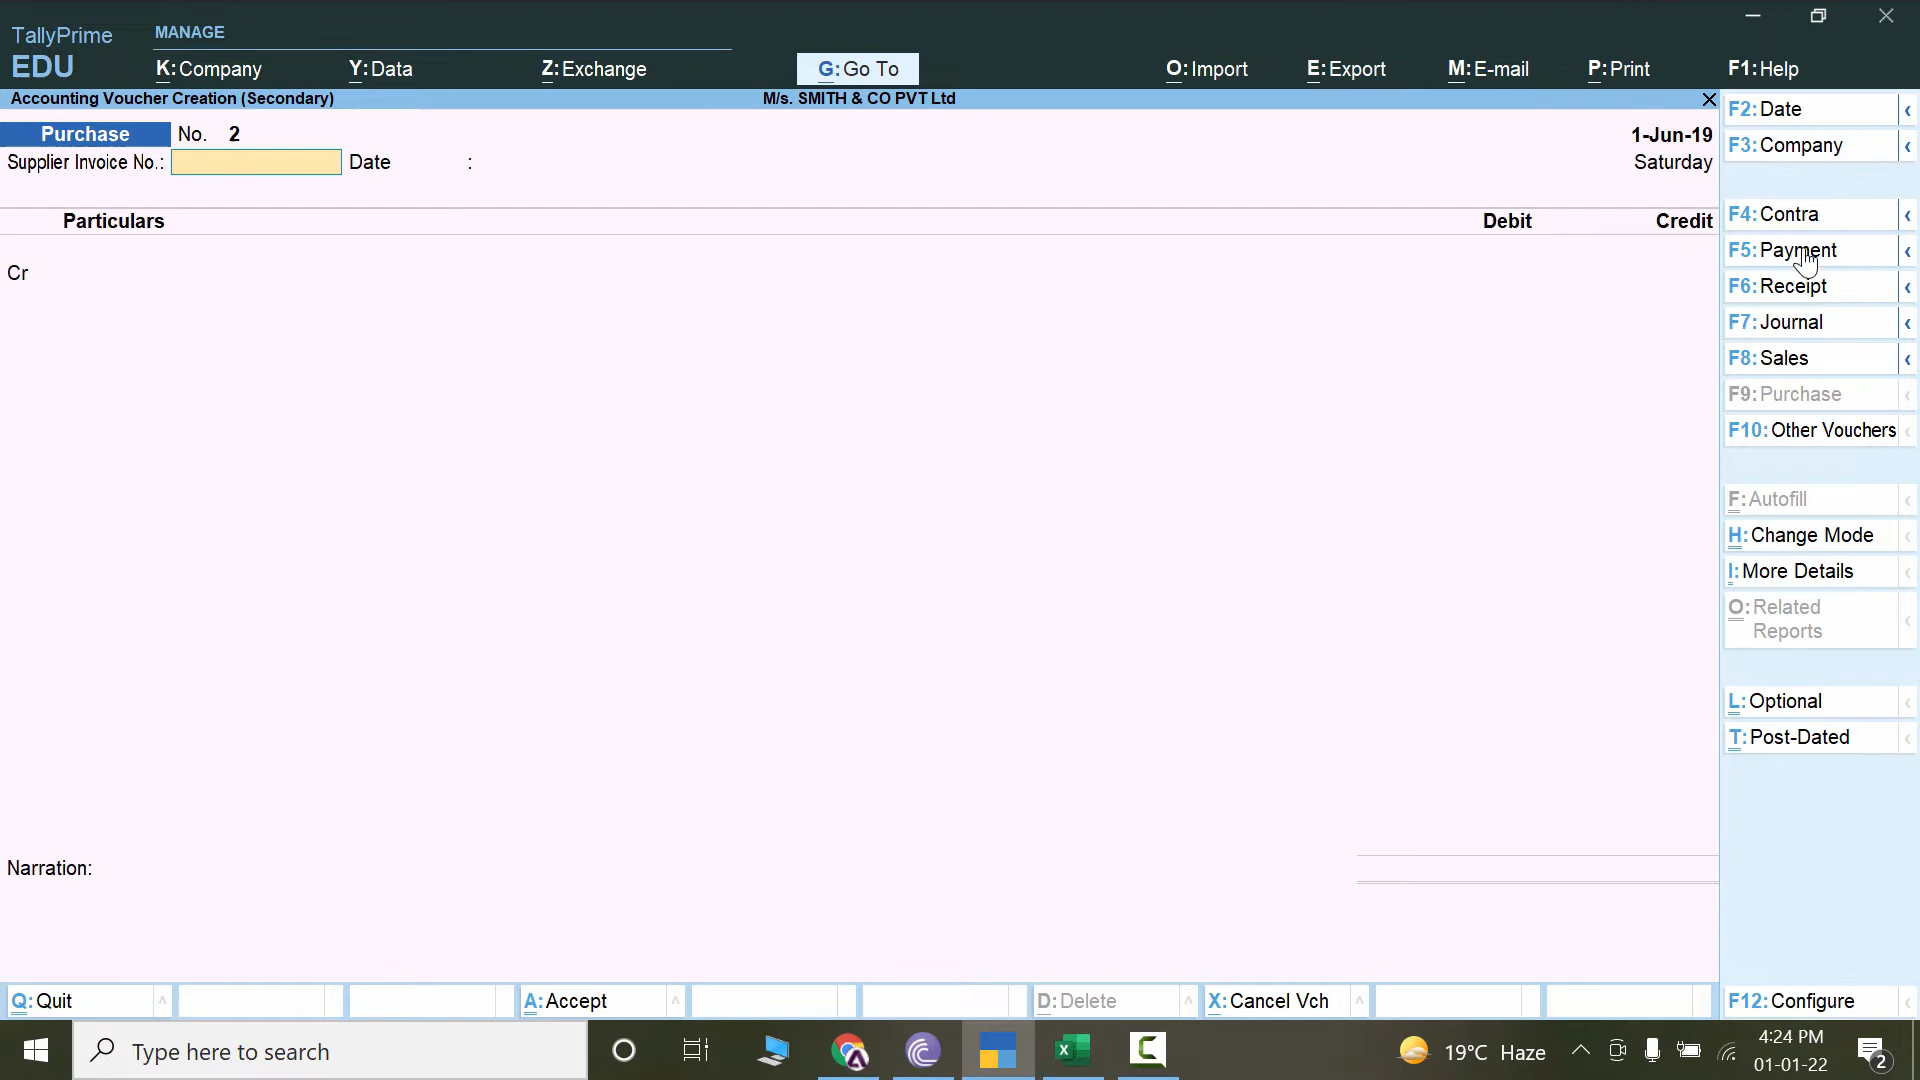 TallyPrime
EDU
MANAGE
K:Company
Y:Data
Z:Exchange
G:Go To
O:Import
E:Export
M:E-mail
P:Print
F1:Help
Accounting Voucher Creation (Secondary)
M/s. SMITH & CO PVT Ltd
Purchase No. 2
1-Jun-19
Supplier Invoice No.: Date :
Saturday
Particulars Debit Credit
Cr
Narration:
F2:Date
F3:Company
F4:Contra
F5:Payment
F6:Receipt
F7:Journal
F8:Sales
F9:Purchase
F10:Other Vouchers
F:Autofill
H:Change Mode
I:More Details
O:Related
Reports
L:Optional
T:Post-Dated
Q:Quit
A:Accept
D:Delete
X:Cancel Vch
F12:Configure
Type here to search
19°C Haze
4:24 PM
01-01-22
2